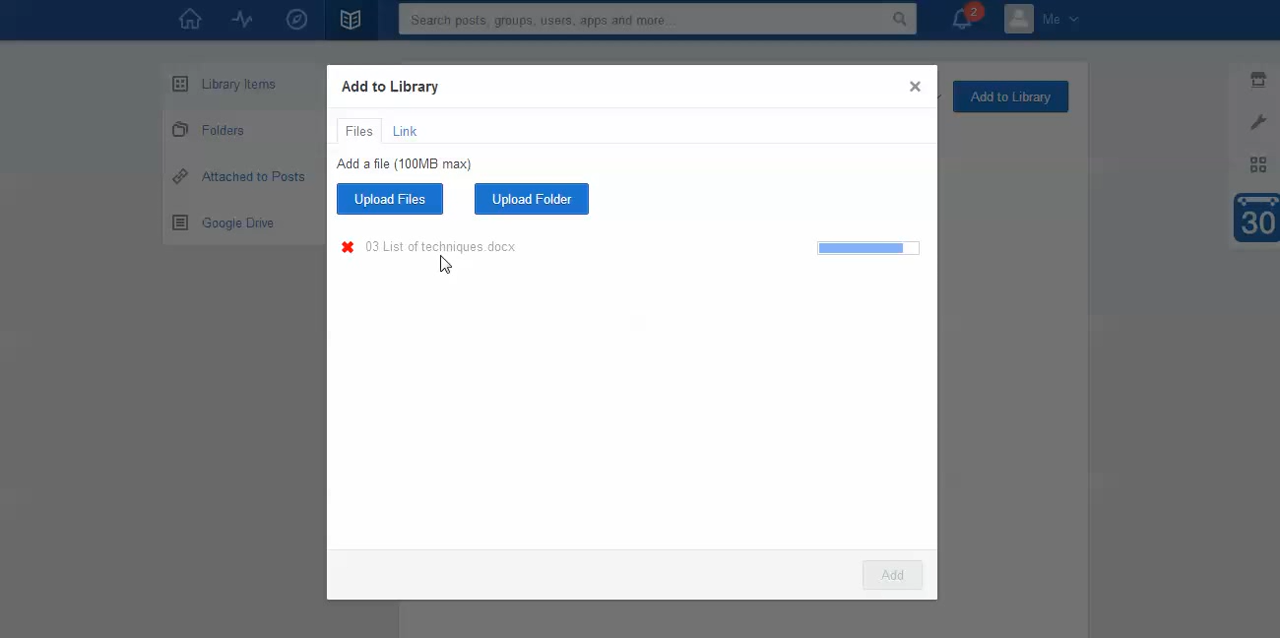 Search posts, groups, users, apps and more...
2
Me
Library Items
Folders
Attached to Posts
Google Drive
Add to Library
Add to Library
Files
Link
Add a file (100MB max)
Upload Files
Upload Folder
03 List of techniques.docx
30
Add